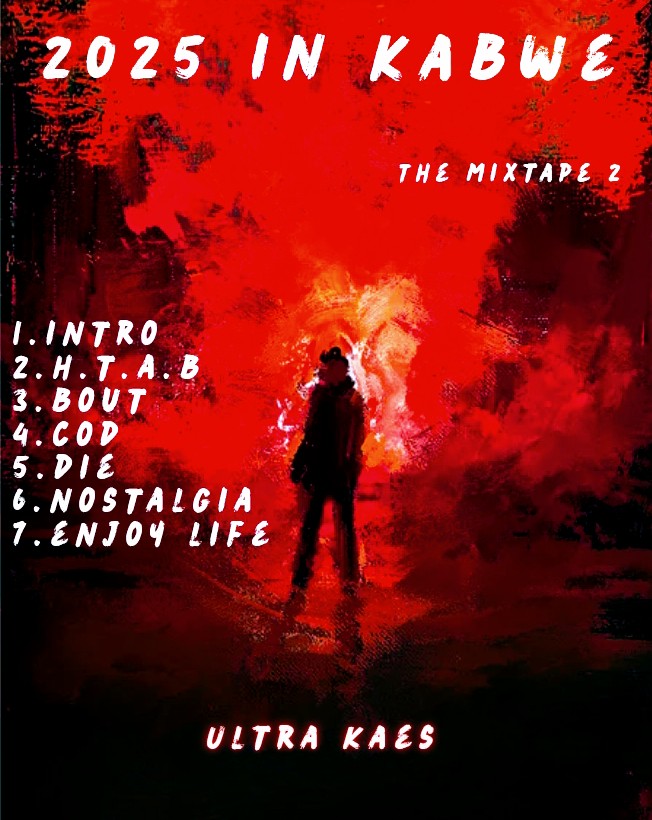 2025 IN KABWE
THE MIXTAPE 2
1.INTRO
2.H.T.A.B
3.BOUT
4.COD
5.DIE
6.NOSTALGIA
7.ENJOY LIFE
ULTRA KAES